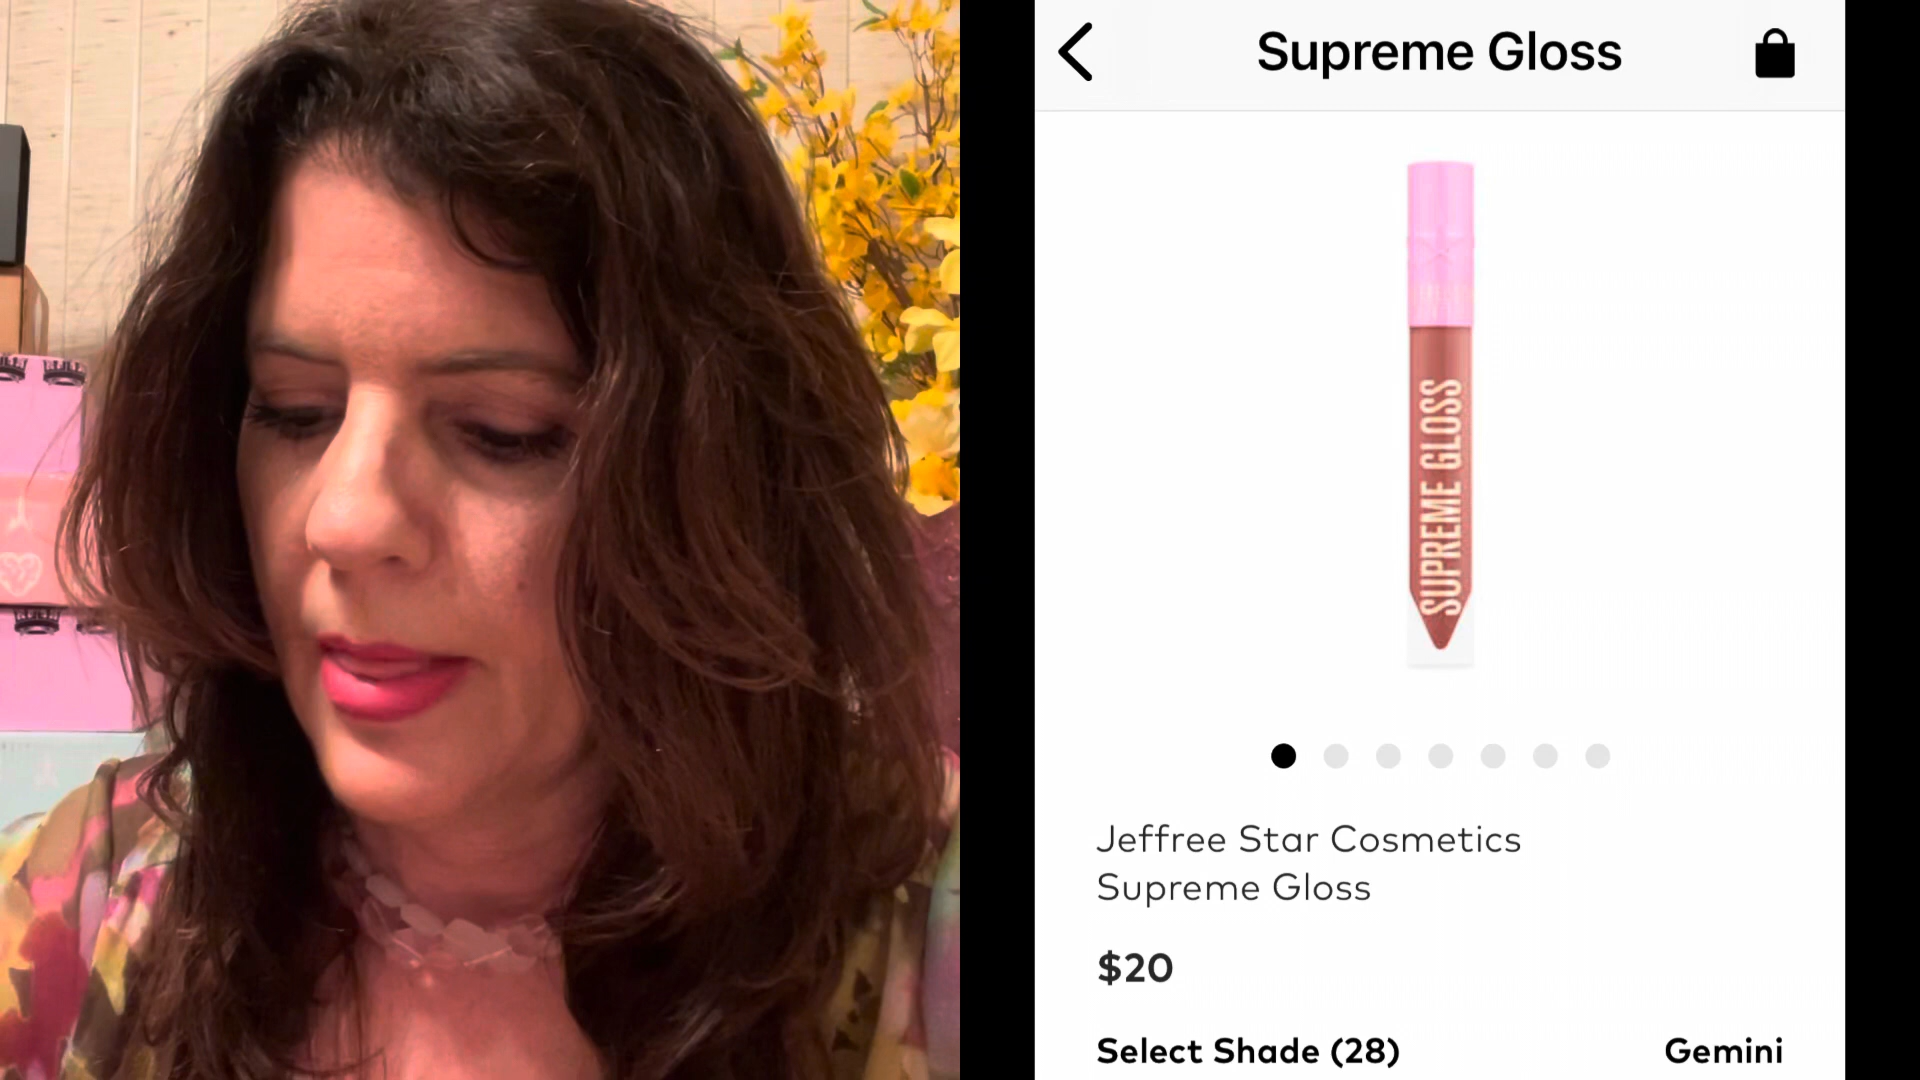 Supreme Gloss
SUPREME GLOSS
Jeffree Star Cosmetics
Supreme Gloss
$20
Select Shade (28)
Gemini